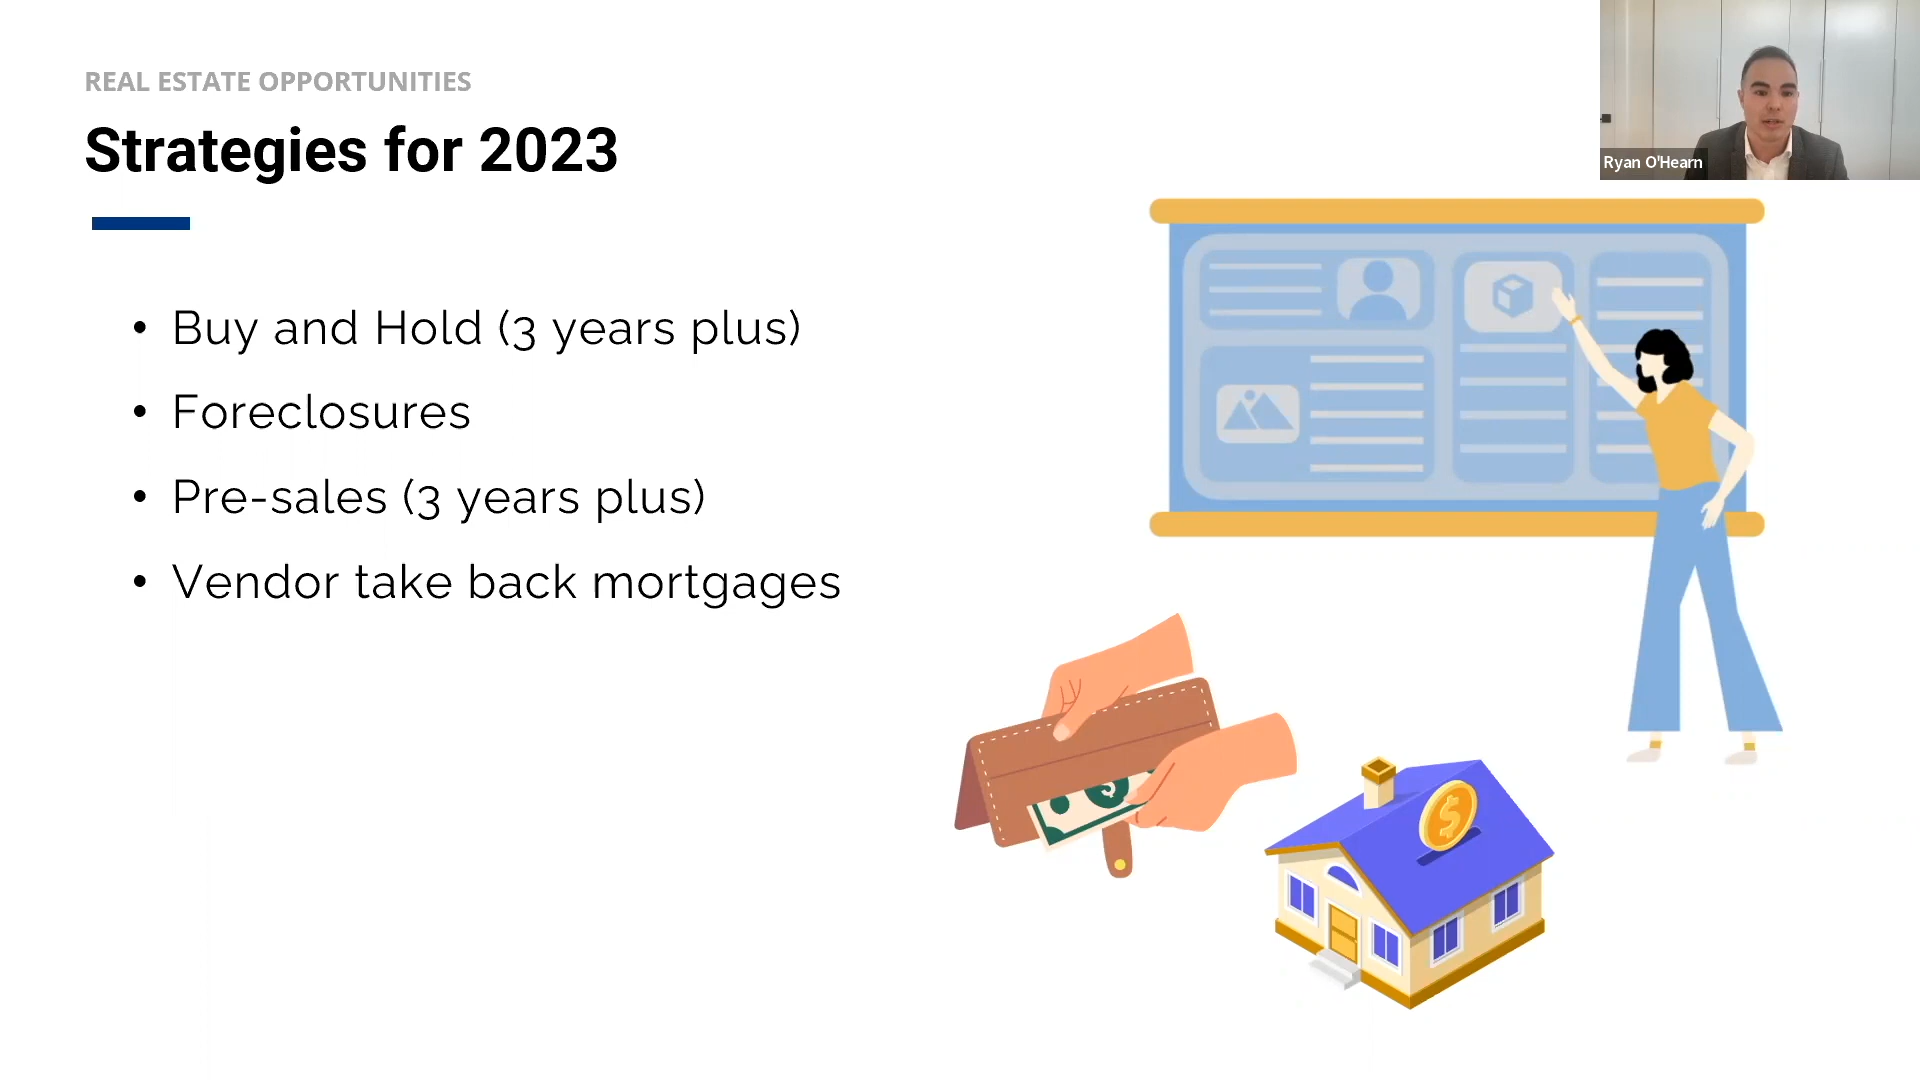 REAL ESTATE OPPORTUNITIES
Strategies for 2023
Ryan O'Hearn
• Buy and Hold (3 years plus)
• Foreclosures
• Pre-sales (3 years plus)
• Vendor take back mortgages
$
$